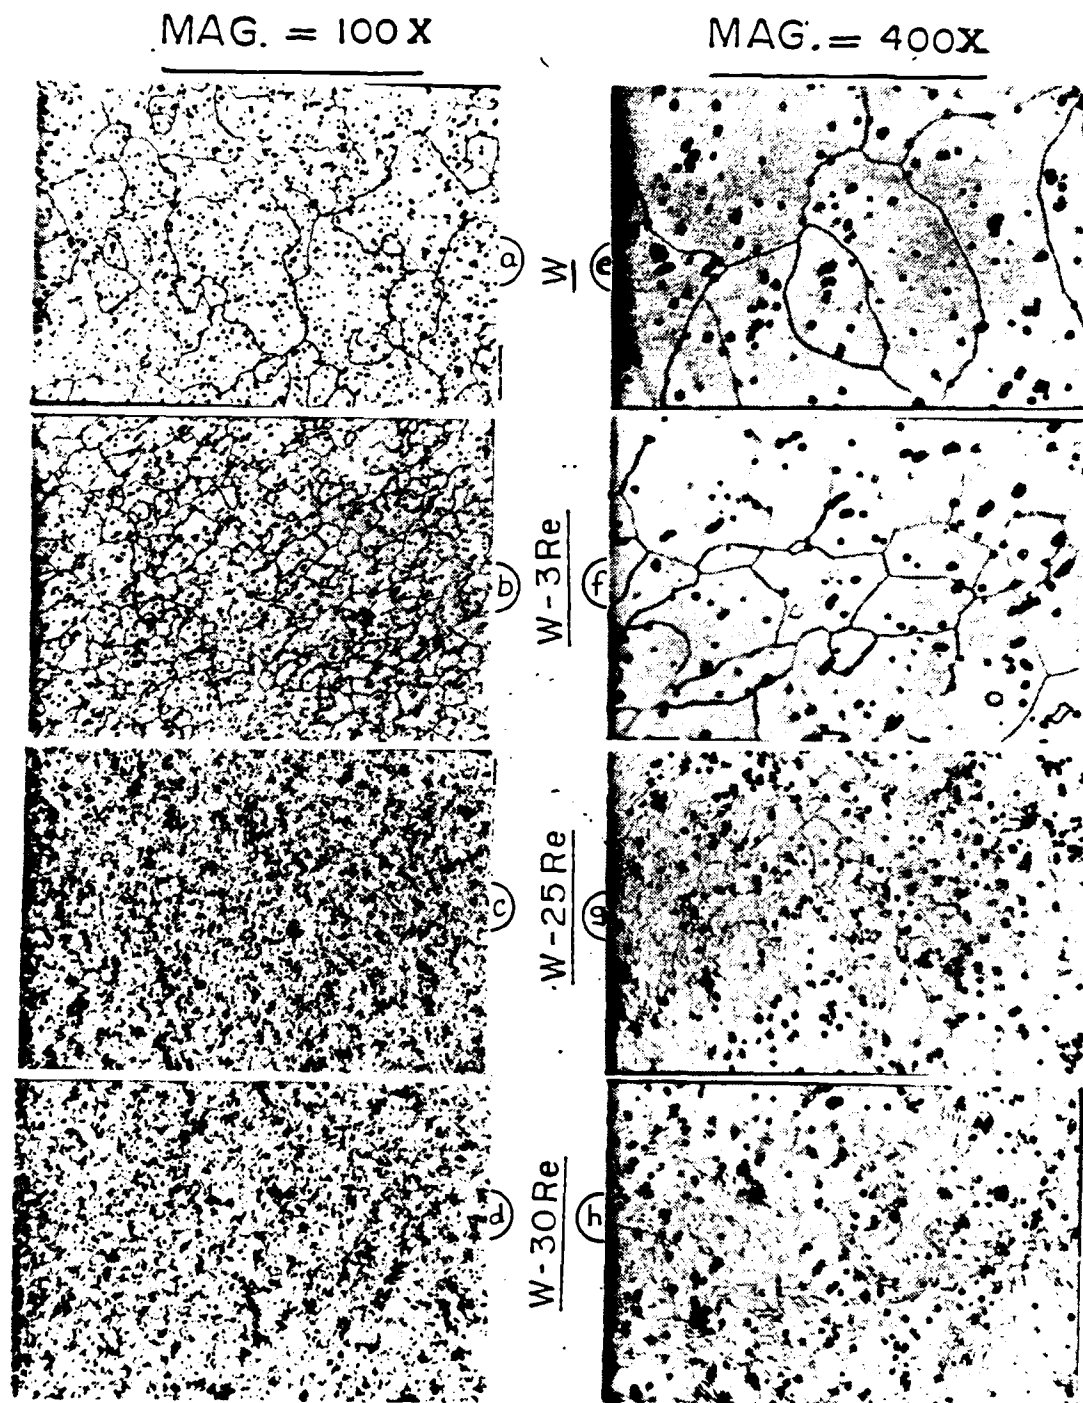 MAG. = 100X
MAG. = 400X
a
W
e
b
W-3Re
f
c
W-25Re
g
d
W-30Re
h